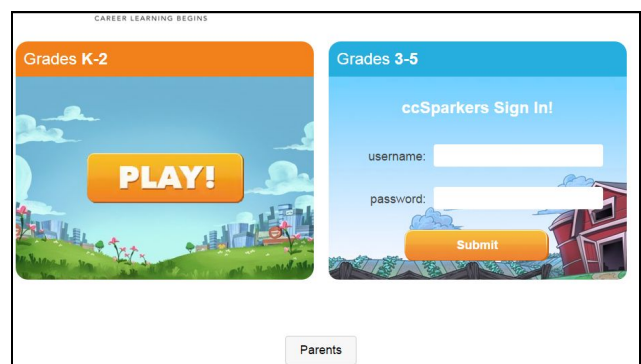 CAREER LEARNING BEGINS
Grades K-2
PLAY!
Grades 3-5
ccSparkers Sign In!
username:
password:
Submit
Parents